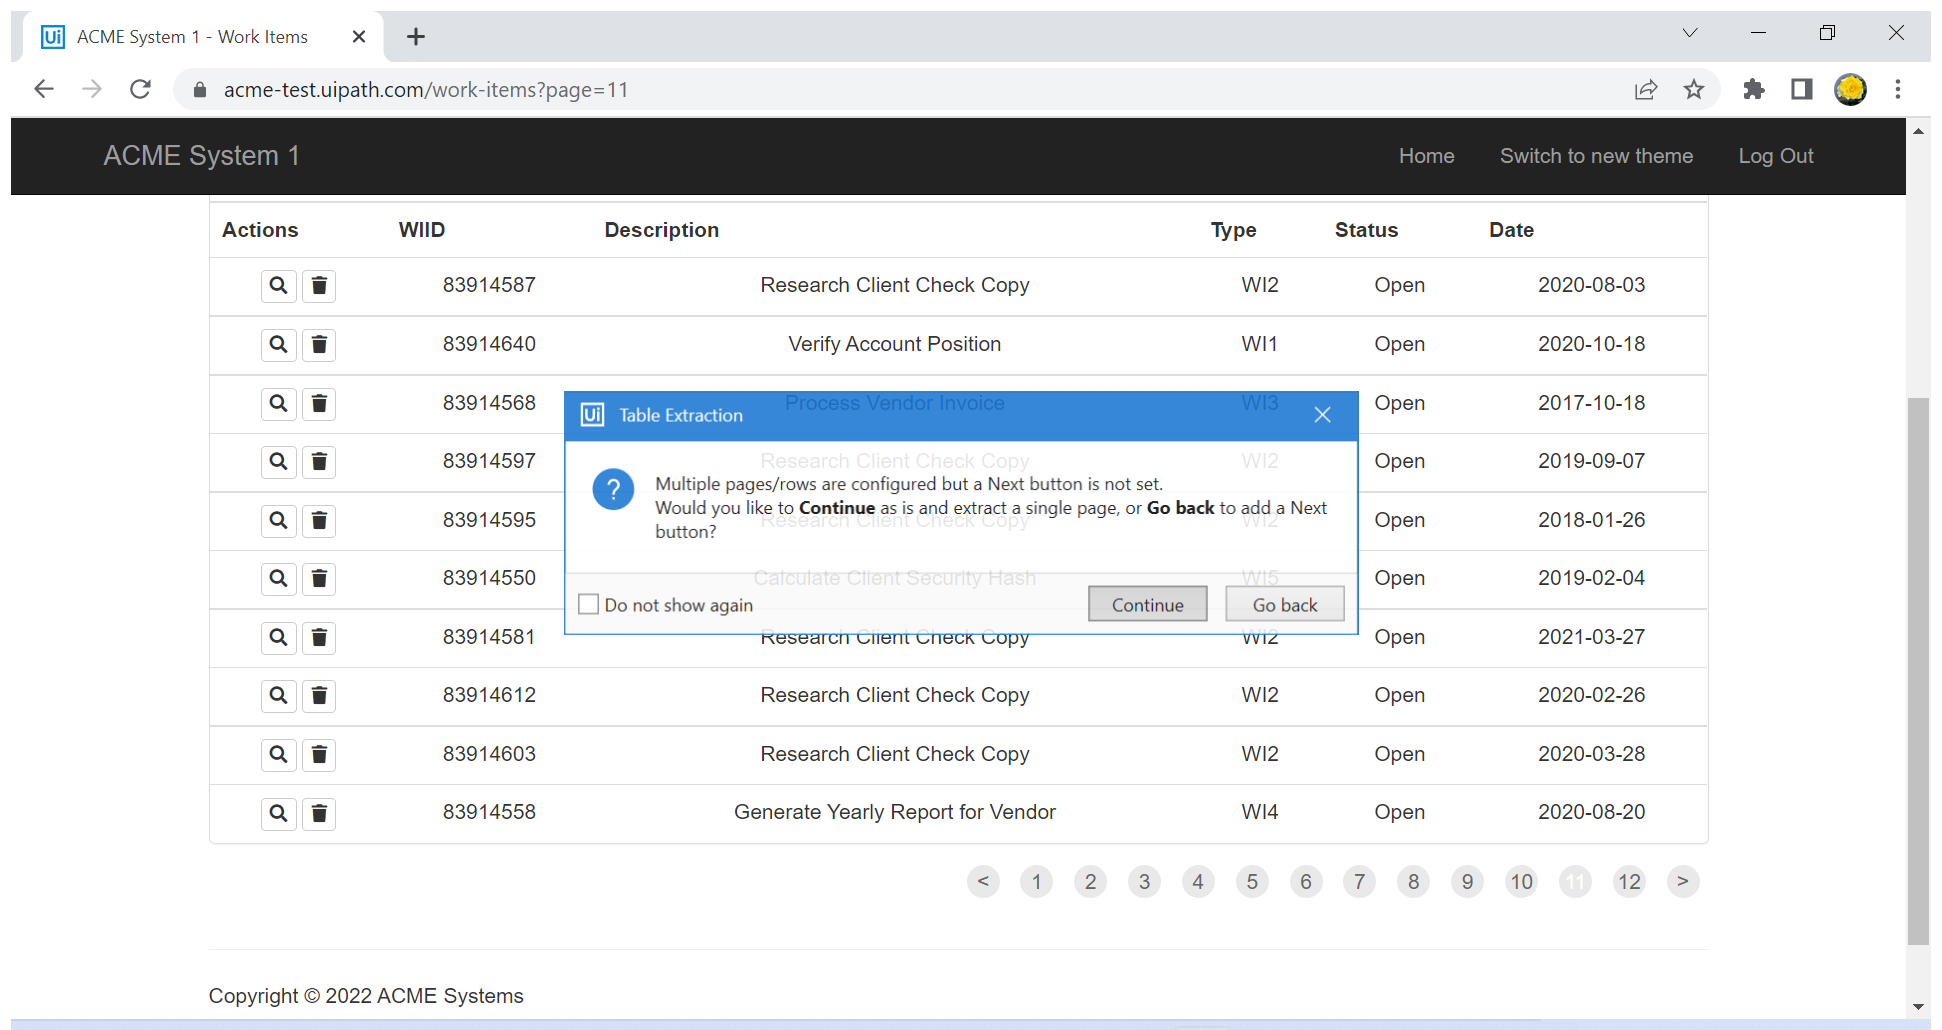 Ui ACME System 1 - Work Items
acme-test.uipath.com/work-items?page=11
ACME System 1 Home Switch to new theme Log Out
Actions WIID Description Type Status Date
83914587 Research Client Check Copy WI2 Open 2020-08-03
83914640 Verify Account Position WI1 Open 2020-10-18
83914568 Process Vendor Invoice WI3 Open 2017-10-18
Ui Table Extraction
83914597 Research Client Check Copy WI2 Open 2019-09-07
? Multiple pages/rows are configured but a Next button is not set.
Would you like to Continue as is and extract a single page, or Go back to add a Next
button?
83914595 Research Client Check Copy WI2 Open 2018-01-26
83914550 Calculate Client Security Hash WI5 Open 2019-02-04
Do not show again Continue Go back
83914581 Research Client Check Copy WI2 Open 2021-03-27
83914612 Research Client Check Copy WI2 Open 2020-02-26
83914603 Research Client Check Copy WI2 Open 2020-03-28
83914558 Generate Yearly Report for Vendor WI4 Open 2020-08-20
< 1 2 3 4 5 6 7 8 9 10 11 12 >
Copyright © 2022 ACME Systems